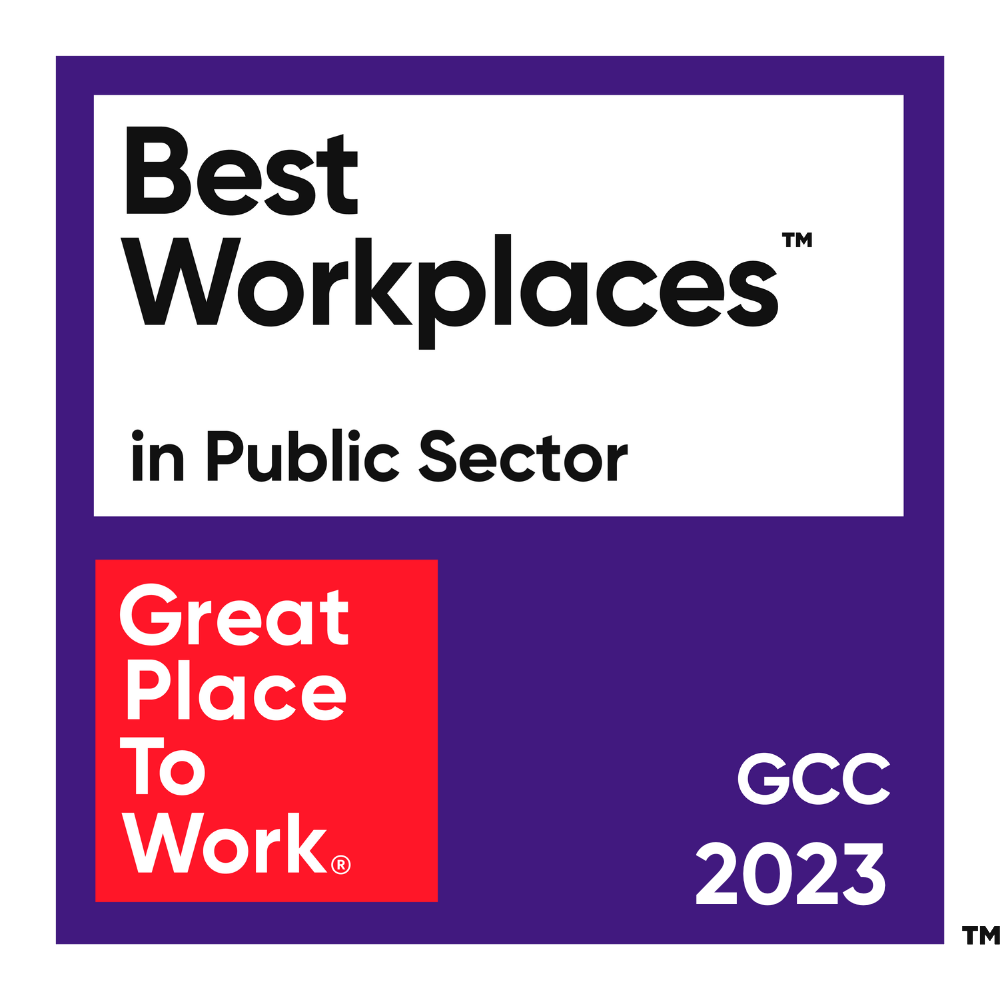 Best
Workplaces™
in Public Sector
Great
Place
To
Work®
GCC
2023
TM